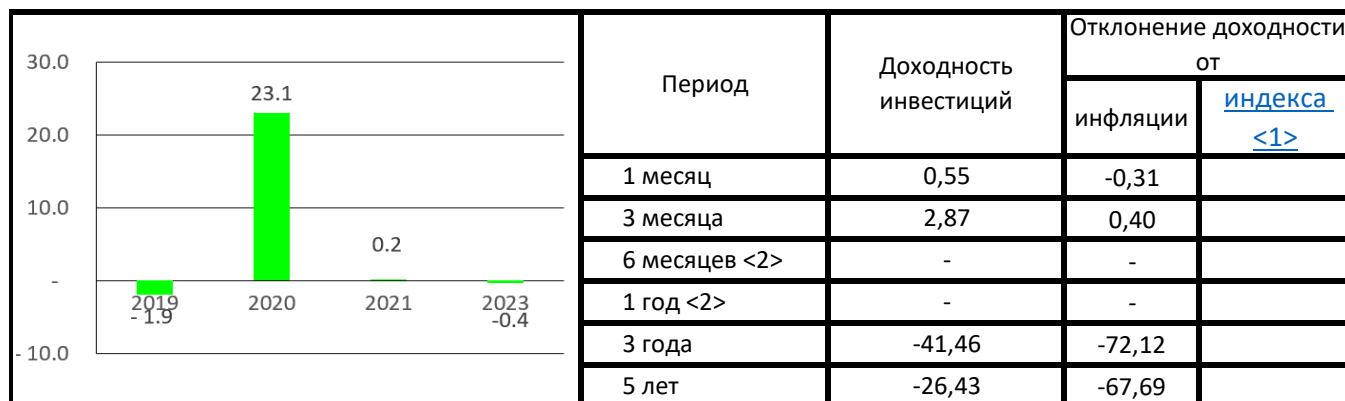 30.0
20.0
10.0
-
- 10.0
23.1
0.2
2019
2020
2021
2023
- 1.9
-0.4
Период
Доходность
инвестиций
Отклонение доходности
от
инфляции
индекса
<1>
1 месяц 0,55 -0,31
3 месяца 2,87 0,40
6 месяцев <2> - -
1 год <2> - -
3 года -41,46 -72,12
5 лет -26,43 -67,69